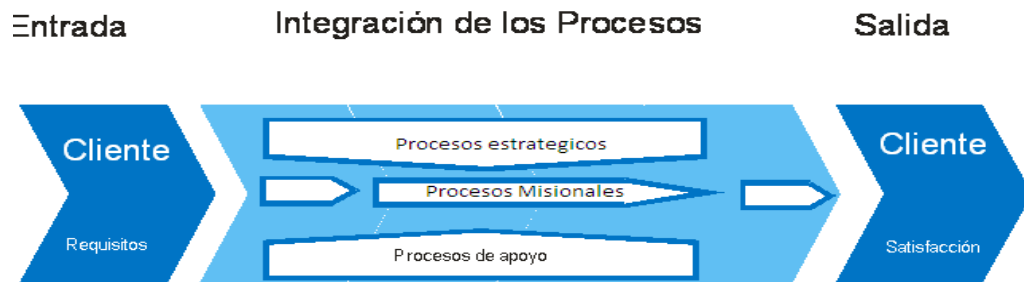 Entrada
Integración de los Procesos
Salida
Cliente
Requisitos
Procesos estrategicos
Procesos Misionales
Procesos de apoyo
Cliente
Satisfacción